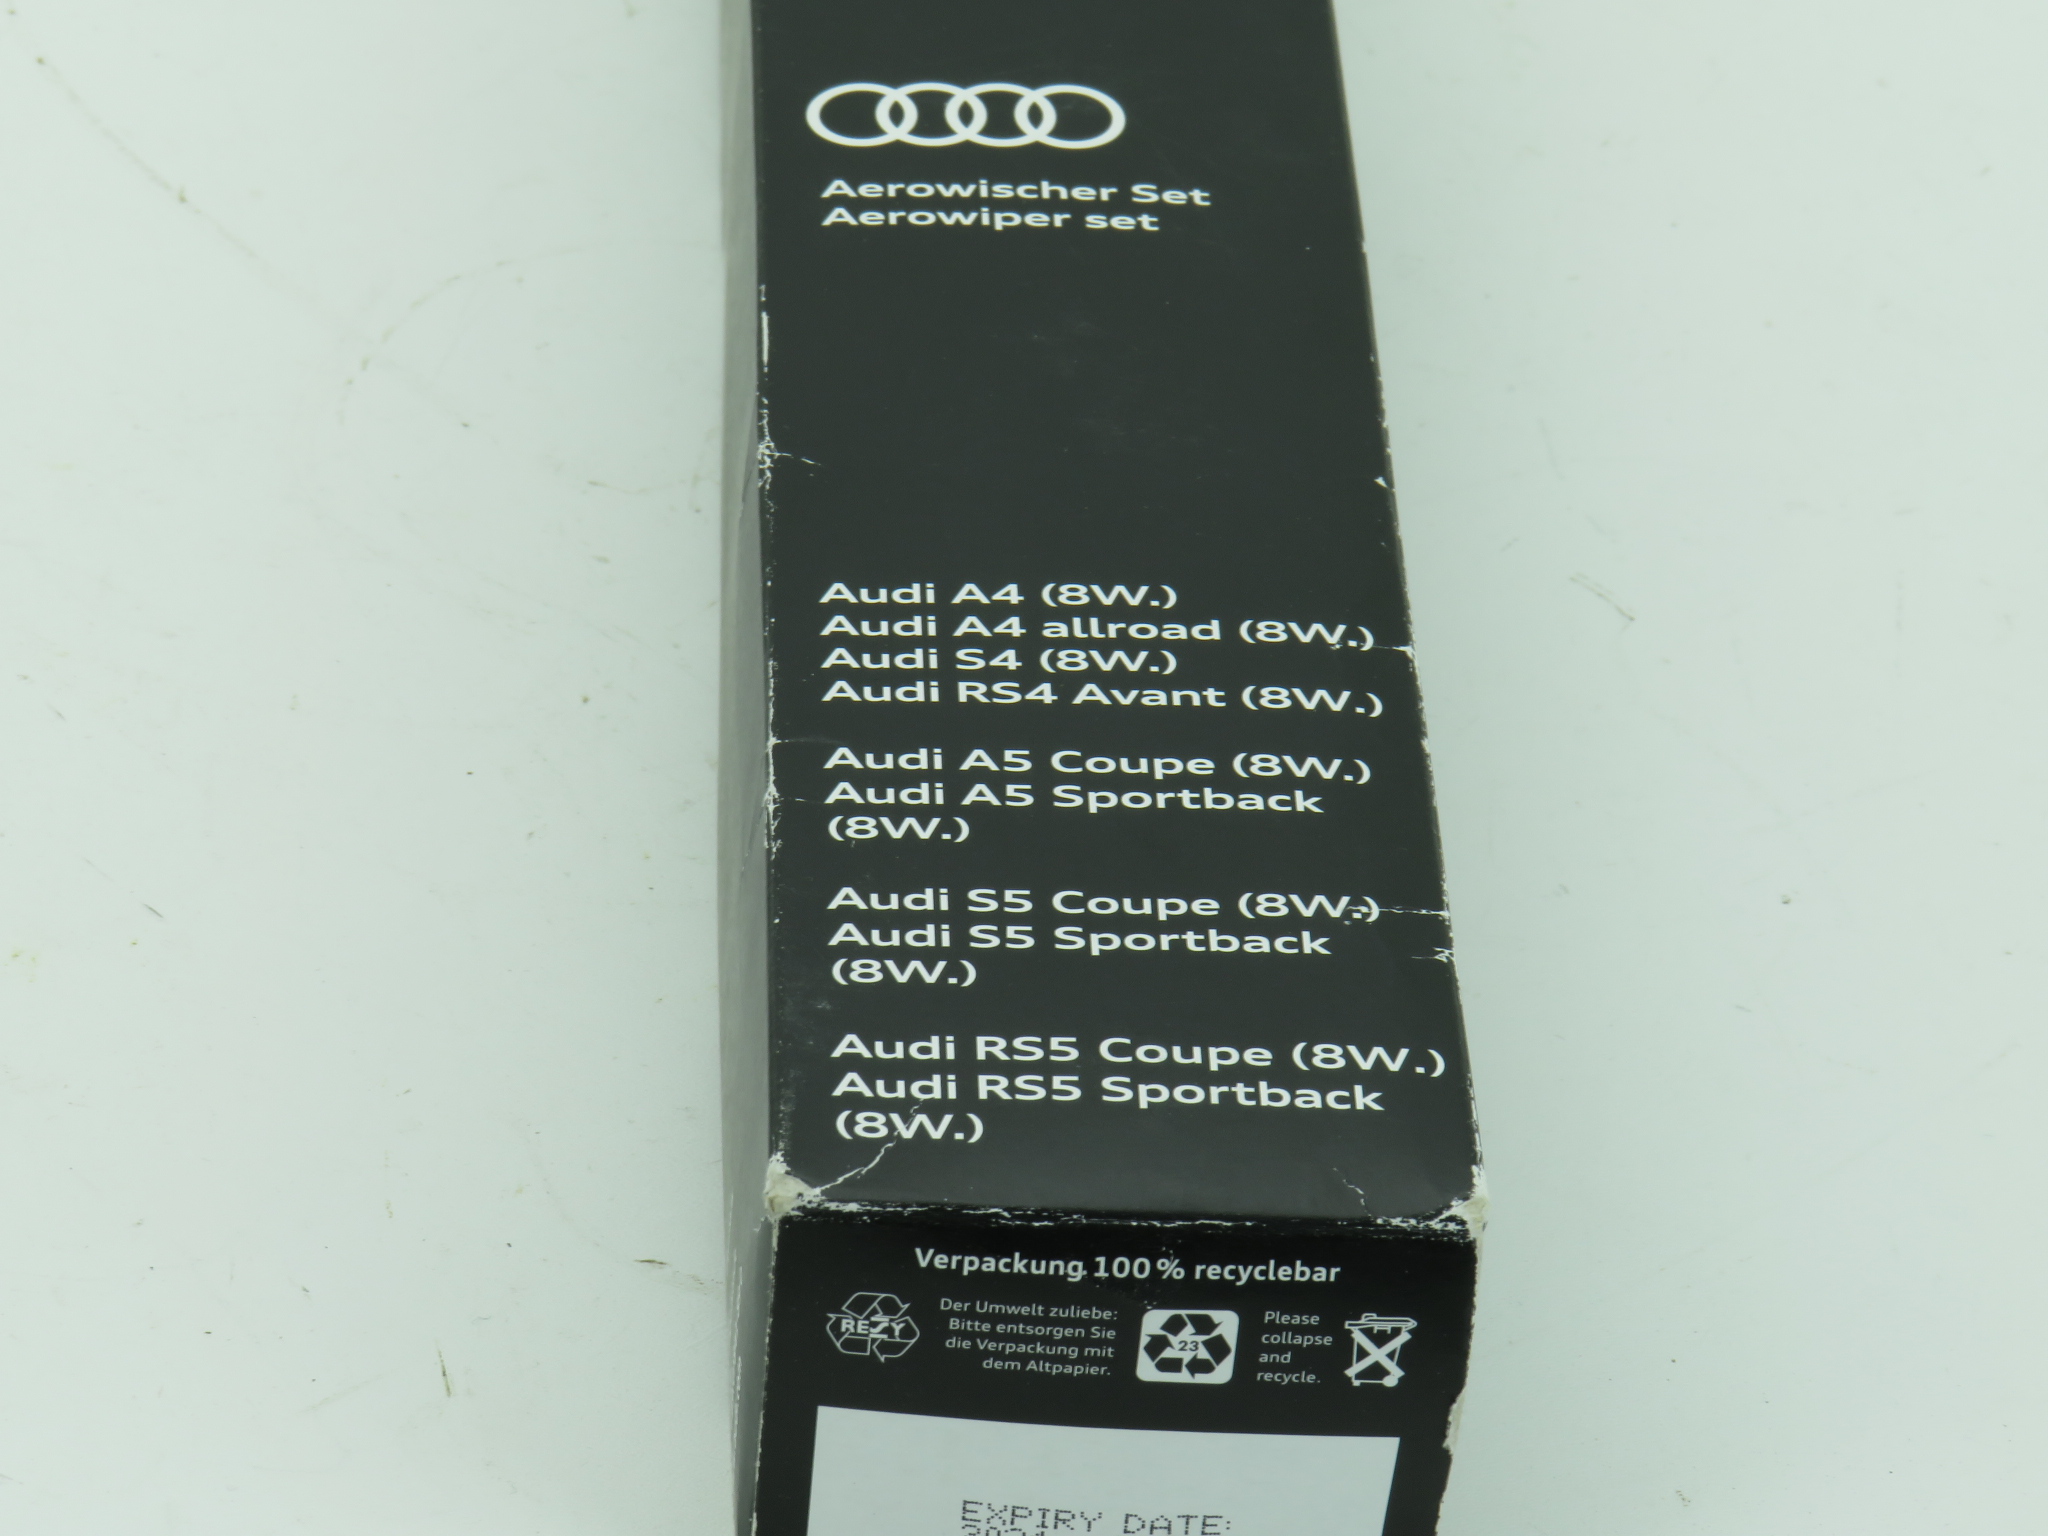 Aerowischer Set
Aerowiper set
Audi A4 (8W.)
Audi A4 allroad (8W.)
Audi S4 (8W.)
Audi RS4 Avant (8W.)
Audi A5 Coupe (8W.)
Audi A5 Sportback
(8W.)
Audi S5 Coupe (8W.)
Audi S5 Sportback
(8W.)
Audi RS5 Coupe (8W.)
Audi RS5 Sportback
(8W.)
Verpackung 100% recyclebar
RESY
Der Umwelt zuliebe:
Bitte entsorgen Sie
die Verpackung mit
dem Altpapier.
23
Please
collapse
and
recycle.
EXPIRY DATE: